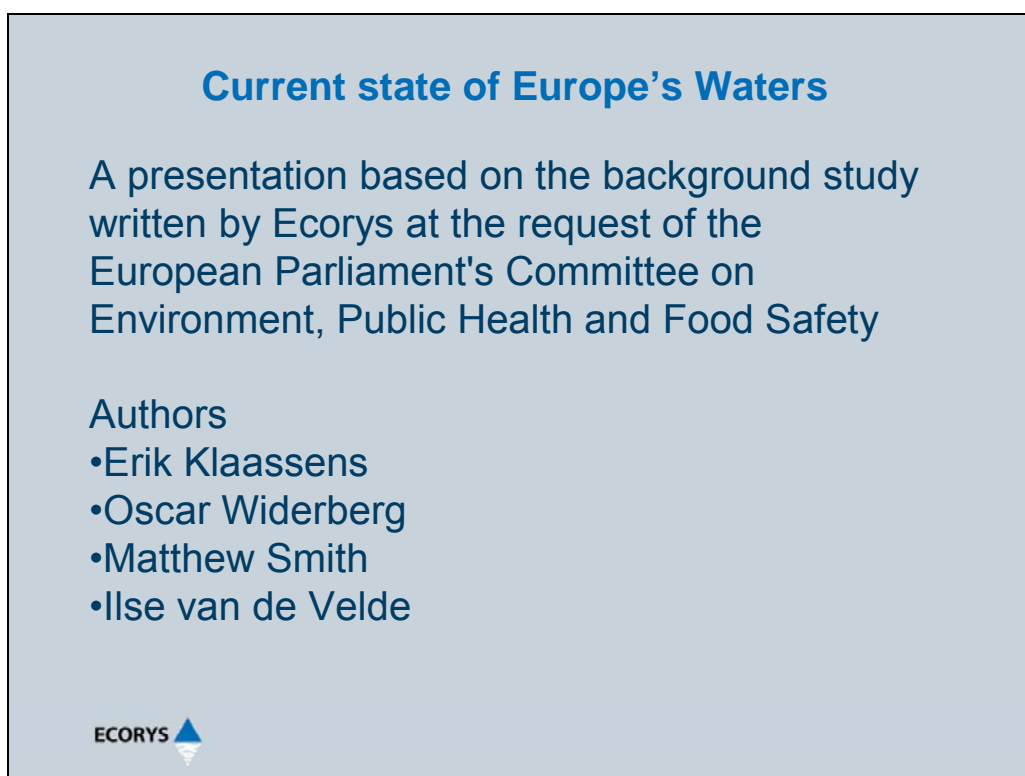 Current state of Europe’s Waters
A presentation based on the background study
written by Ecorys at the request of the
European Parliament's Committee on
Environment, Public Health and Food Safety
Authors
•Erik Klaassens
•Oscar Widerberg
•Matthew Smith
•Ilse van de Velde
ECORYS